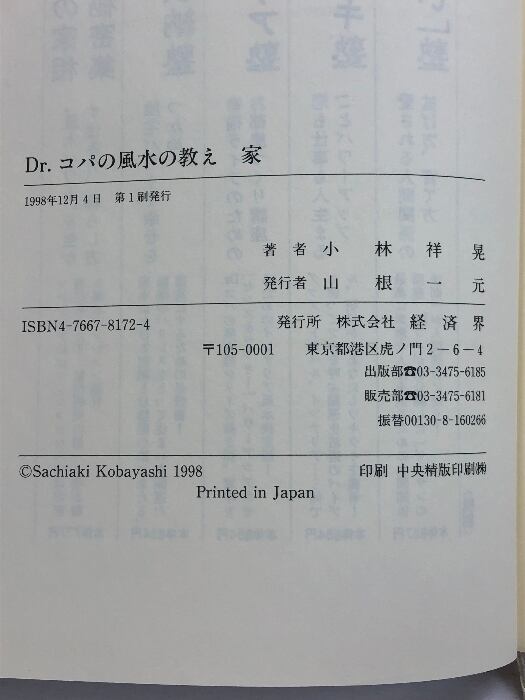 Dr. コパの風水の教え　家
1998年12月4日　第1刷発行
著者　小林祥晃
発行者　山根一元
ISBN4-7667-8172-4
発行所　株式会社 経済界
〒105-0001　東京都港区虎ノ門2－6－4
出版部☎03-3475-6185
販売部☎03-3475-6181
振替00130-8-160266
©Sachiaki Kobayashi 1998
印刷　中央精版印刷㈱
Printed in Japan